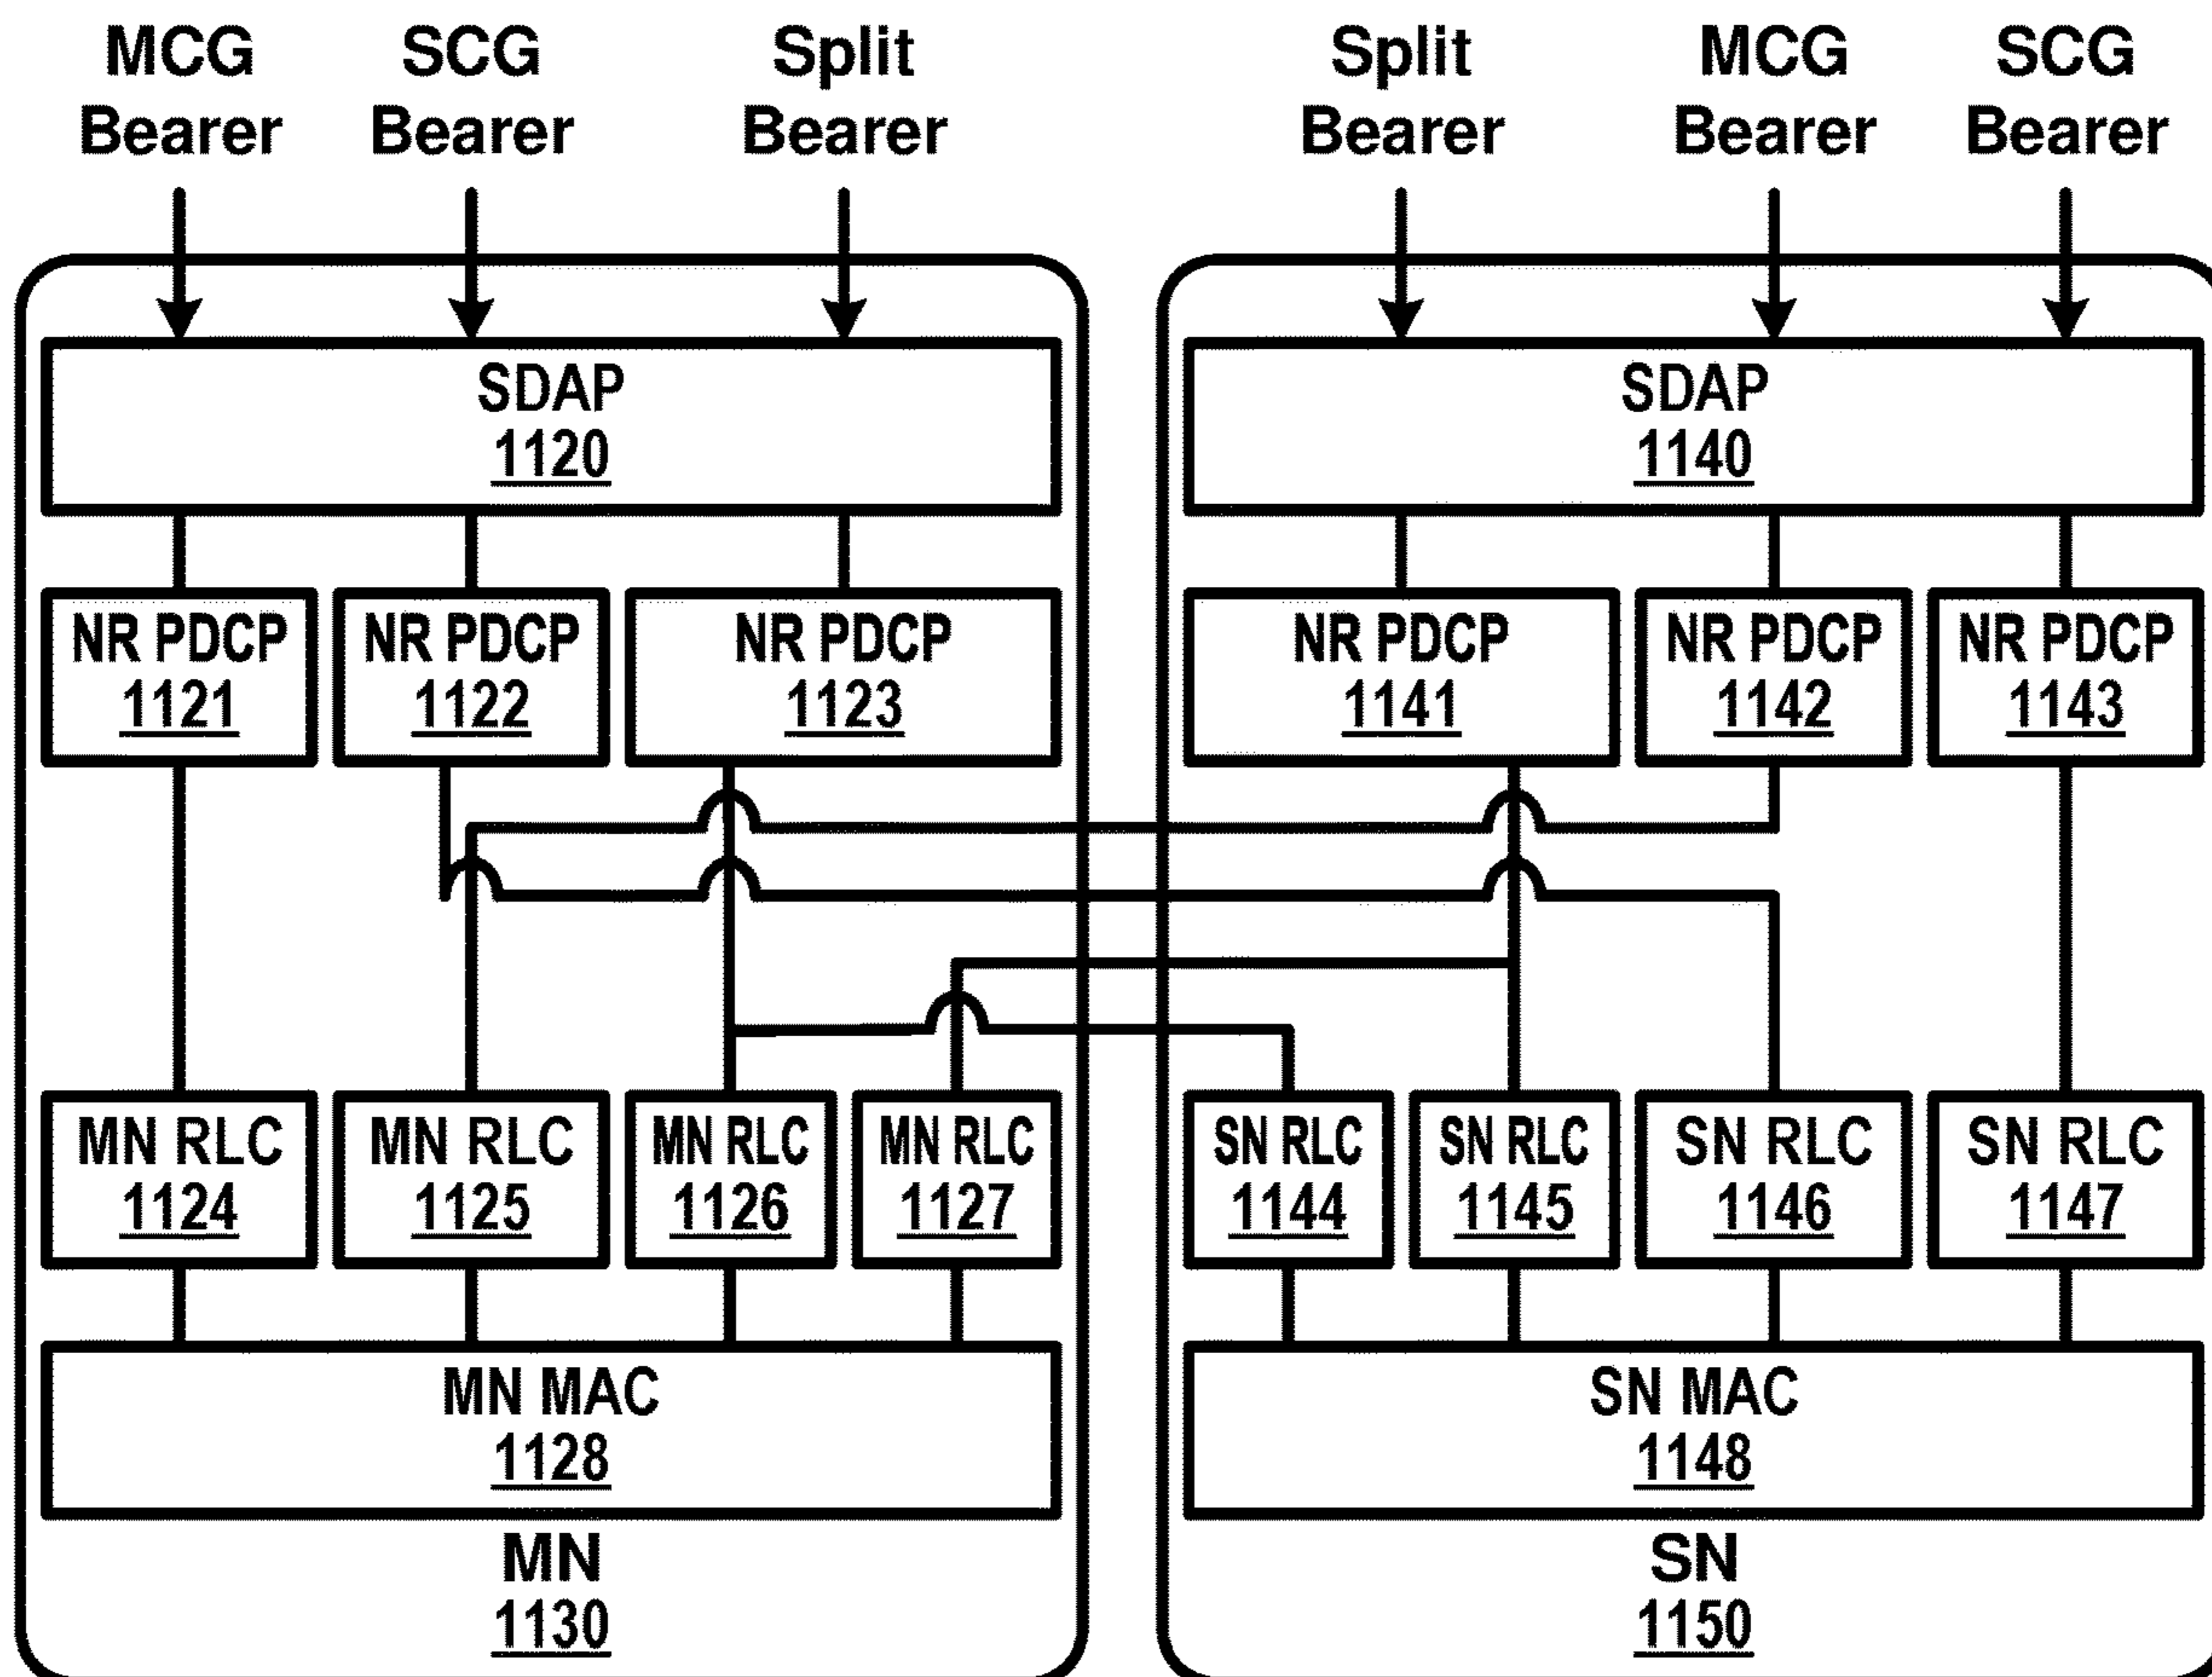 MCG Bearer
SCG Bearer
Split Bearer
Split Bearer
MCG Bearer
SCG Bearer
SDAP
1120
SDAP
1140
NR PDCP
1121
NR PDCP
1122
NR PDCP
1123
NR PDCP
1141
NR PDCP
1142
NR PDCP
1143
MN RLC
1124
MN RLC
1125
MN RLC
1126
MN RLC
1127
SN RLC
1144
SN RLC
1145
SN RLC
1146
SN RLC
1147
MN MAC
1128
SN MAC
1148
MN
1130
SN
1150